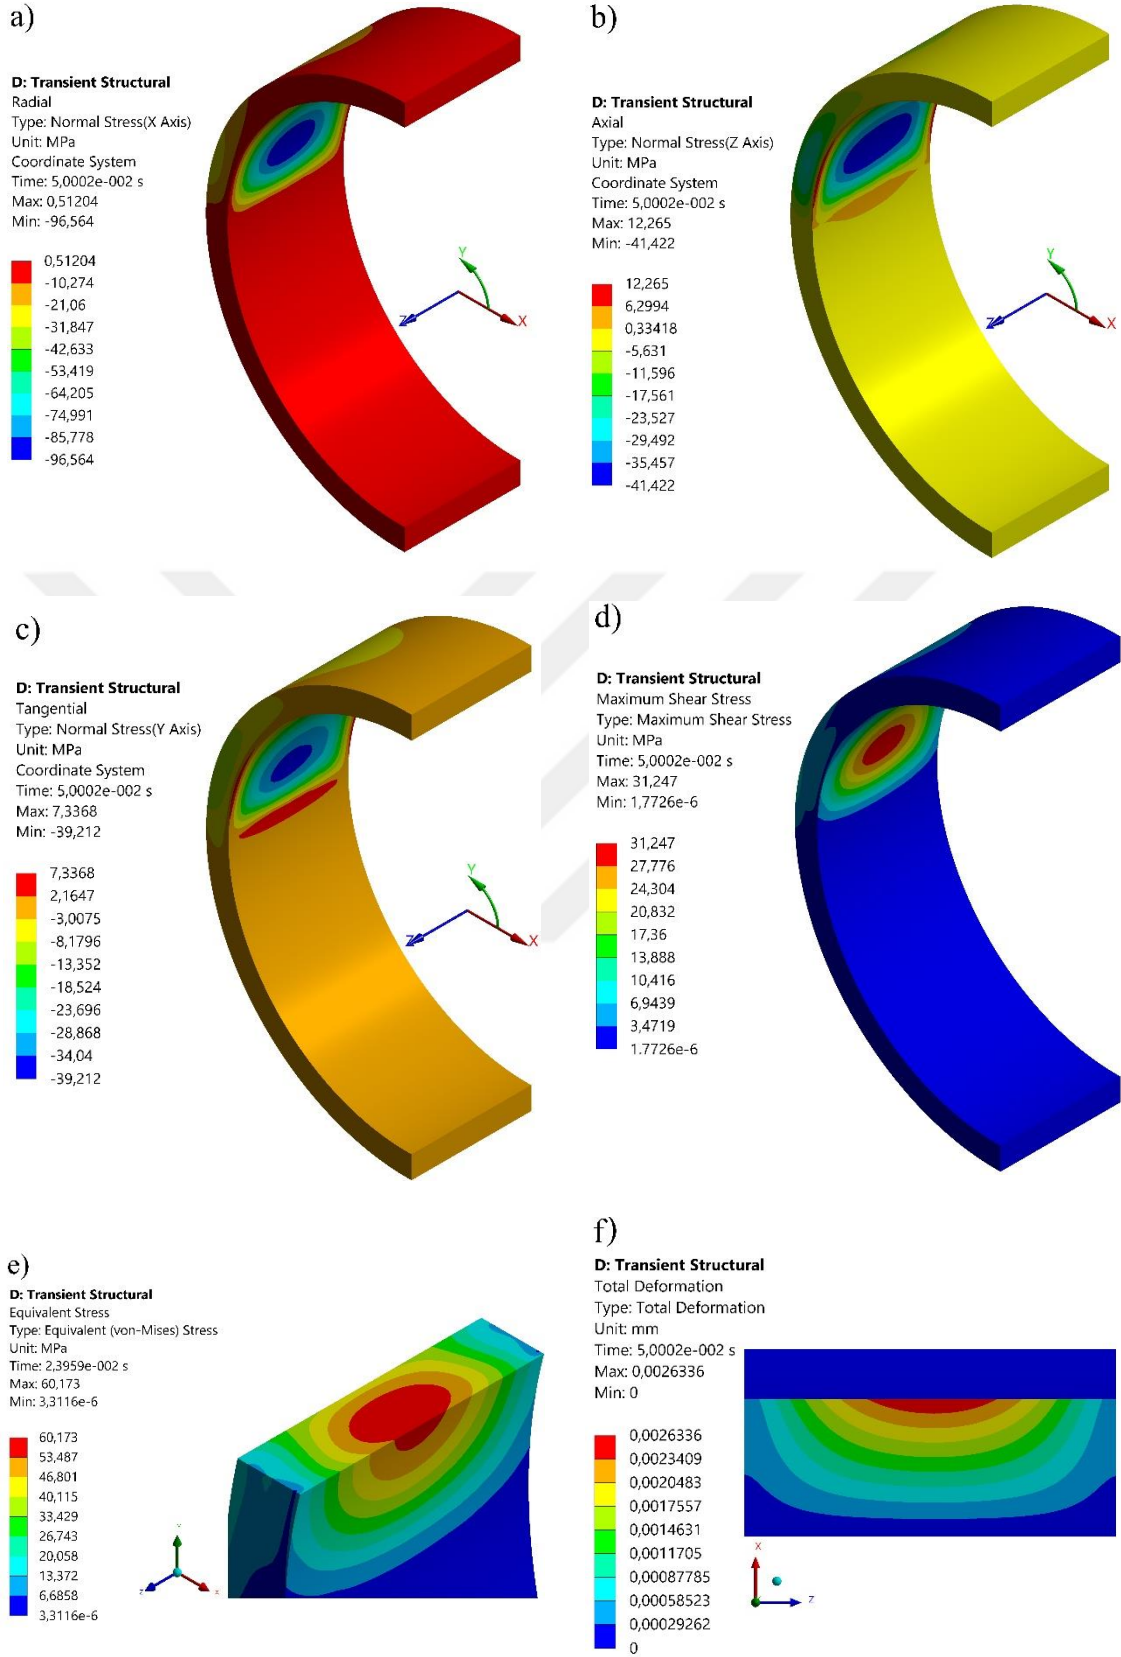 a)
D: Transient Structural
Radial
Type: Normal Stress(X Axis)
Unit: MPa
Coordinate System
Time: 5,0002e-002 s
Max: 0,51204
Min: -96,564
0,51204
-10,274
-21,06
-31,847
-42,633
-53,419
-64,205
-74,991
-85,778
-96,564
Y
Z
X
b)
D: Transient Structural
Axial
Type: Normal Stress(Z Axis)
Unit: MPa
Coordinate System
Time: 5,0002e-002 s
Max: 12,265
Min: -41,422
12,265
6,2994
0,33418
-5,631
-11,596
-17,561
-23,527
-29,492
-35,457
-41,422
Y
Z
X
c)
D: Transient Structural
Tangential
Type: Normal Stress(Y Axis)
Unit: MPa
Coordinate System
Time: 5,0002e-002 s
Max: 7,3368
Min: -39,212
7,3368
2,1647
-3,0075
-8,1796
-13,352
-18,524
-23,696
-28,868
-34,04
-39,212
Y
Z
X
d)
D: Transient Structural
Maximum Shear Stress
Type: Maximum Shear Stress
Unit: MPa
Time: 5,0002e-002 s
Max: 31,247
Min: 1,7726e-6
31,247
27,776
24,304
20,832
17,36
13,888
10,416
6,9439
3,4719
1.7726e-6
e)
D: Transient Structural
Equivalent Stress
Type: Equivalent (von-Mises) Stress
Unit: MPa
Time: 2,3959e-002 s
Max: 60,173
Min: 3,3116e-6
60,173
53,487
46,801
40,115
33,429
26,743
20,058
13,372
6,6858
3,3116e-6
Y
Z
X
f)
D: Transient Structural
Total Deformation
Type: Total Deformation
Unit: mm
Time: 5,0002e-002 s
Max: 0,0026336
Min: 0
0,0026336
0,0023409
0,0020483
0,0017557
0,0014631
0,0011705
0,00087785
0,00058523
0,00029262
0
X
Z